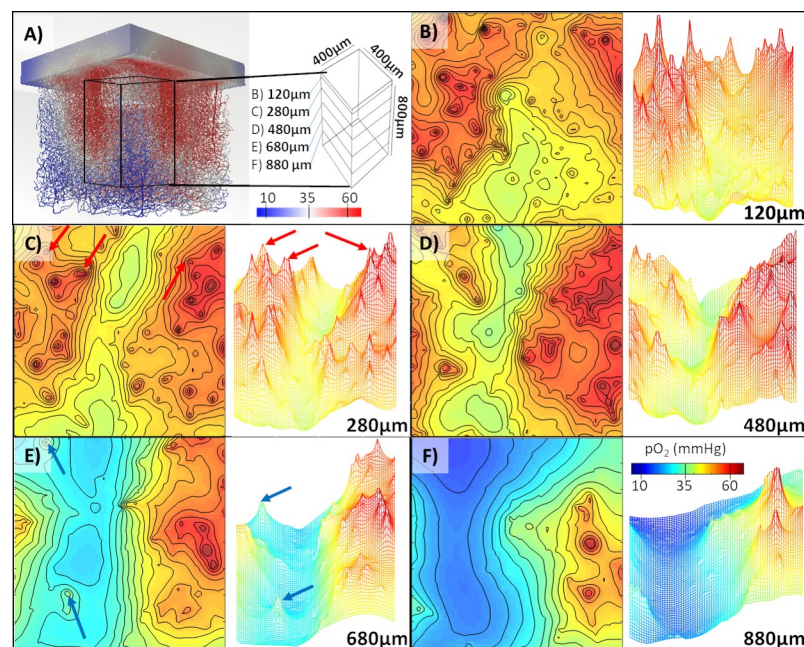 A)
400µm
400µm
800µm
B) 120µm
C) 280µm
D) 480µm
E) 680µm
F) 880 µm
10 35 60
B)
120µm
C)
280µm
D)
480µm
E)
680µm
F)
pO₂ (mmHg)
10 35 60
880µm